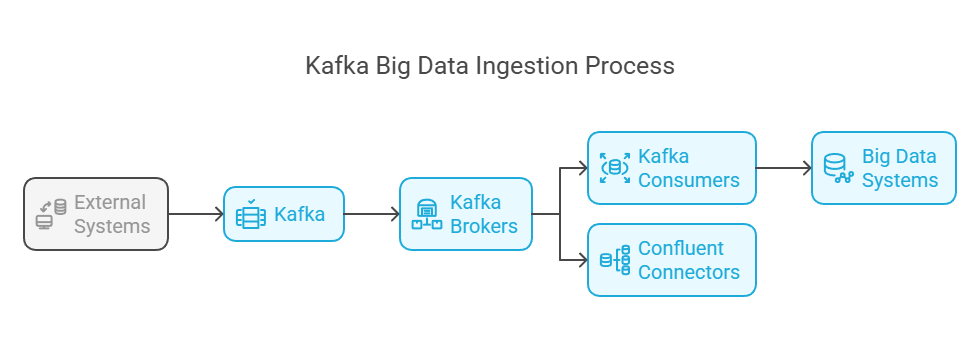 Kafka Big Data Ingestion Process
External
Systems
Kafka
Kafka
Brokers
Kafka
Consumers
Confluent
Connectors
Big Data
Systems